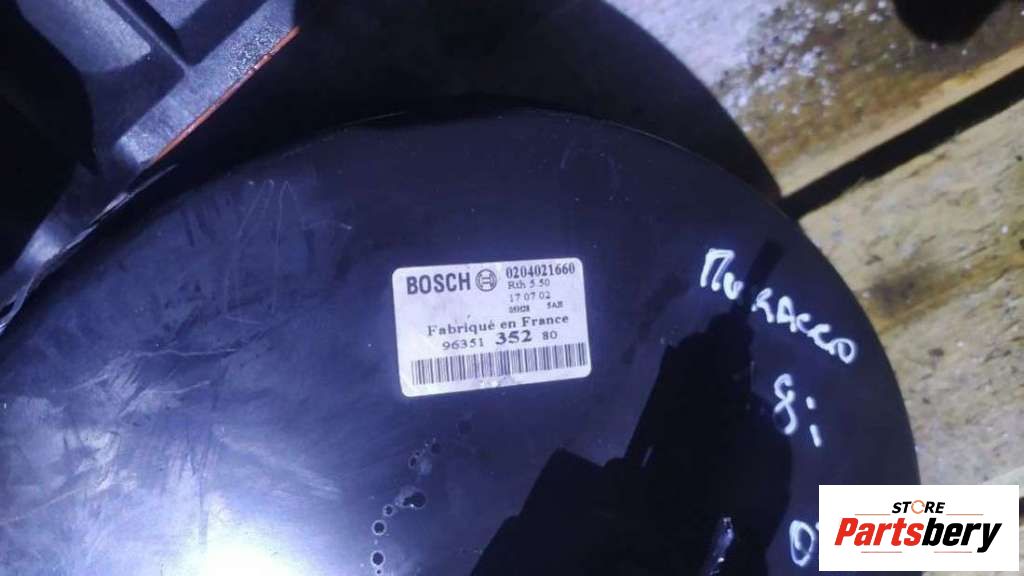 BOSCH 0204021660
Rth 5.50
17 07 02
Fabriqué en France
96351 352 80
STORE
Partsbery